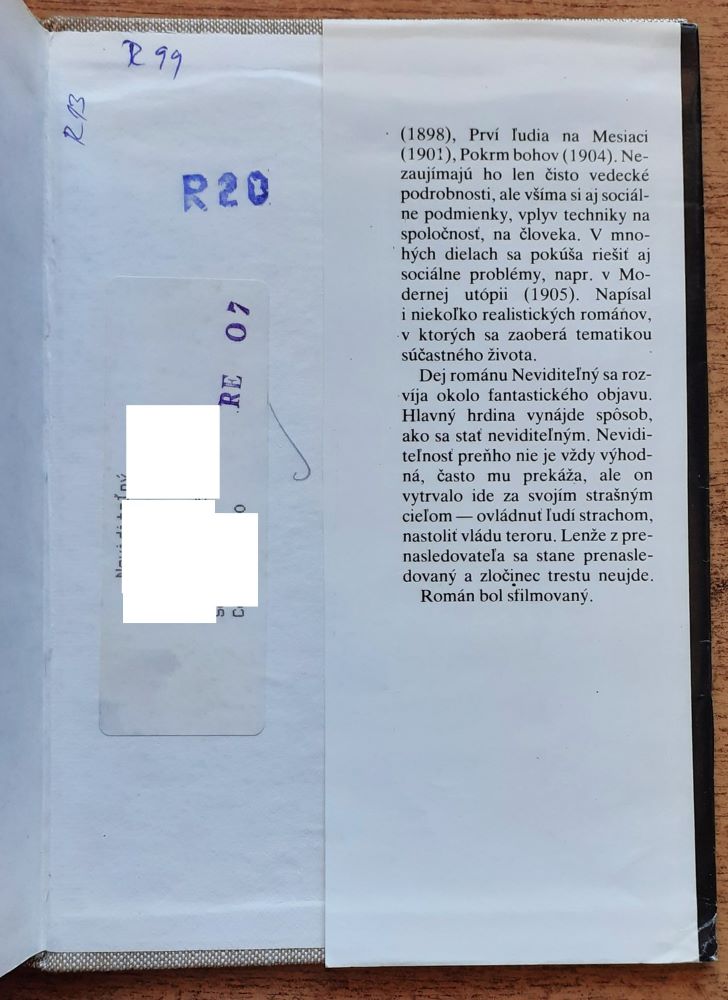 R 99
R 13
R20
RE 07
(1898), Prví ľudia na Mesiaci
(1901), Pokrm bohov (1904). Ne-
zaujímajú ho len čisto vedecké
podrobnosti, ale všíma si aj sociál-
ne podmienky, vplyv techniky na
spoločnosť, na človeka. V mno-
hých dielach sa pokúša riešiť aj
sociálne problémy, napr. v Mo-
dernej utópii (1905). Napísal
i niekoľko realistických románov,
v ktorých sa zaoberá tematikou
súčastného života.
Dej románu Neviditeľný sa roz-
víja okolo fantastického objavu.
Hlavný hrdina vynájde spôsob,
ako sa stať neviditeľným. Nevidi-
teľnosť preňho nie je vždy výhod-
ná, často mu prekáža, ale on
vytrvalo ide za svojím strašným
cieľom — ovládnuť ľudí strachom,
nastoliť vládu teroru. Lenže z pre-
nasledovateľa sa stane prenasle-
dovaný a zločinec trestu neujde.
Román bol sfilmovaný.